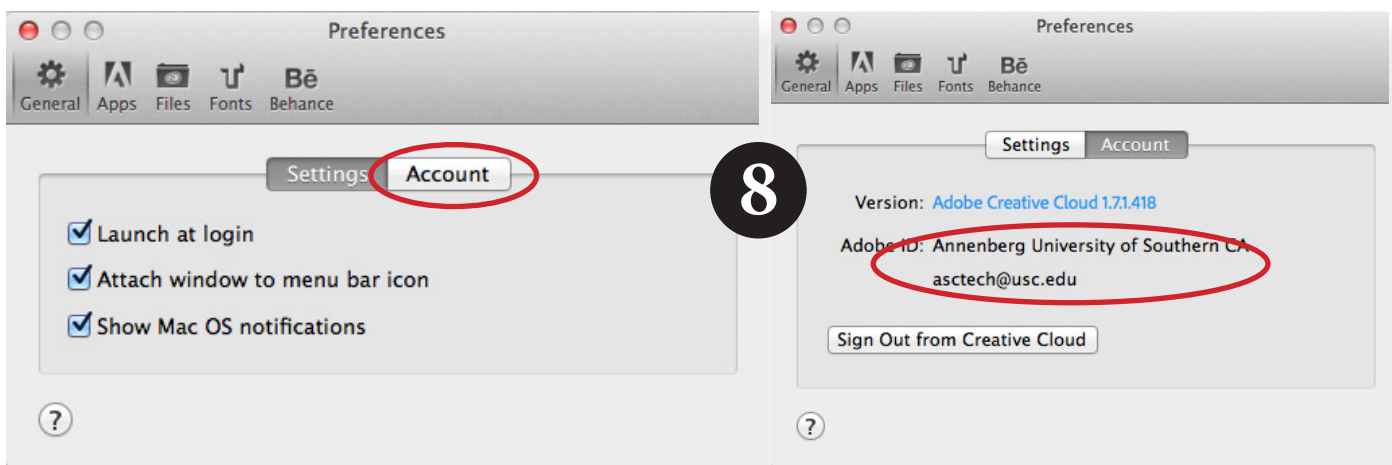 Preferences
General Apps Files Fonts Behance
Bē
Settings Account
Launch at login
Attach window to menu bar icon
Show Mac OS notifications
?
8
Preferences
Bē
General Apps Files Fonts Behance
Settings Account
Version: Adobe Creative Cloud 1.7.1.418
Adobe ID: Annenberg University of Southern CA
asctech@usc.edu
Sign Out from Creative Cloud
?